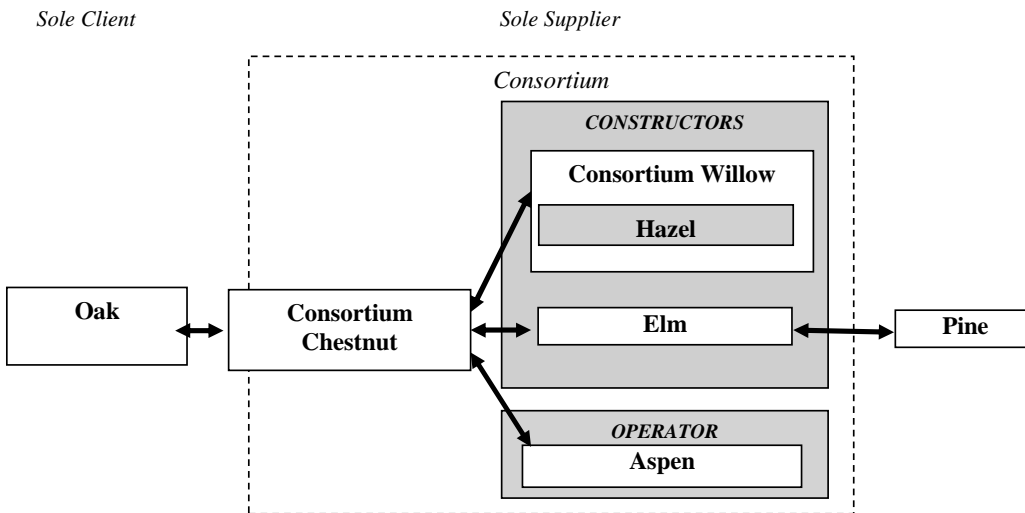 Sole Client
Sole Supplier
Consortium
CONSTRUCTORS
Consortium Willow
Hazel
Oak
Consortium
Chestnut
Elm
Pine
OPERATOR
Aspen